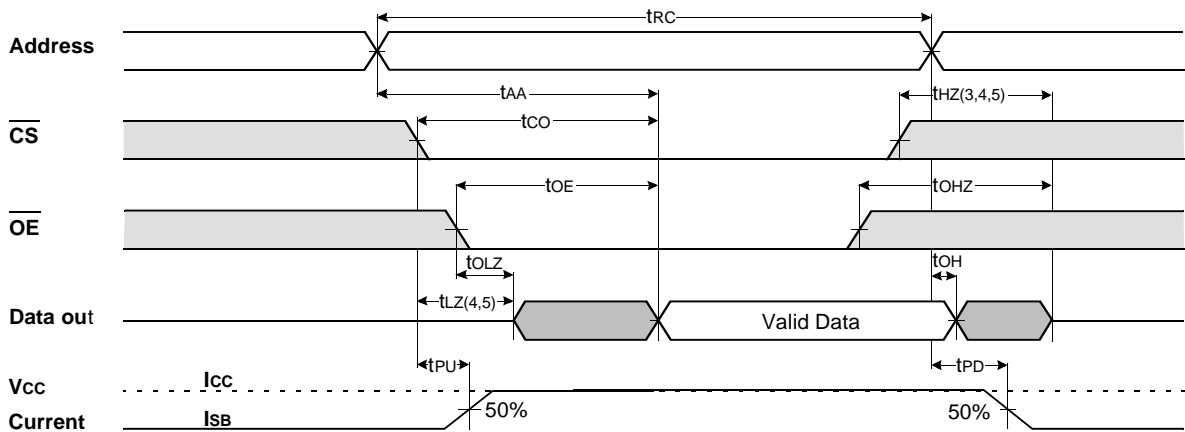 tRC
Address
tAA
tHZ(3,4,5)
tCO
CS
tOE
tOHZ
OE
tOLZ
tOH
tLZ(4,5)
Data out
Valid Data
tPU
tPD
VCC
ICC
50%
50%
Current
ISB